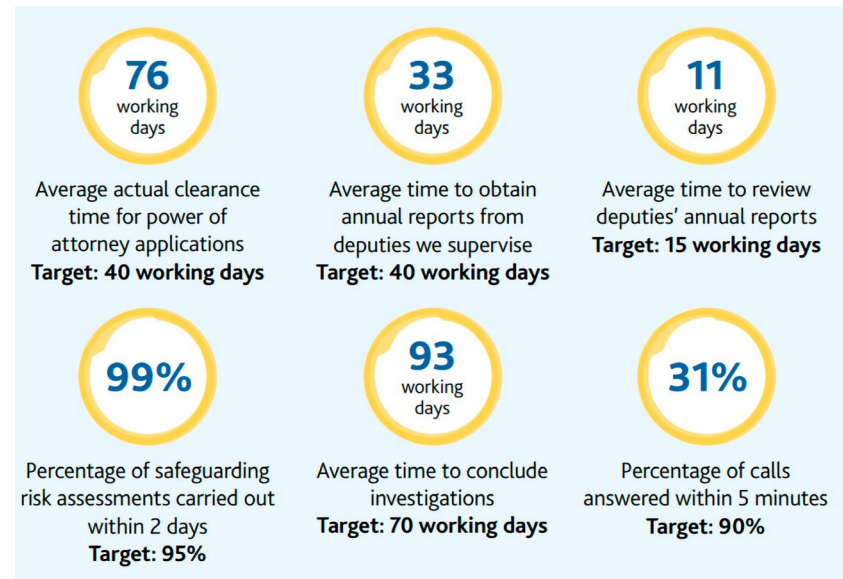 76
working
days
Average actual clearance
time for power of
attorney applications
Target: 40 working days
33
working
days
Average time to obtain
annual reports from
deputies we supervise
Target: 40 working days
11
working
days
Average time to review
deputies’ annual reports
Target: 15 working days
99%
Percentage of safeguarding
risk assessments carried out
within 2 days
Target: 95%
93
working
days
Average time to conclude
investigations
Target: 70 working days
31%
Percentage of calls
answered within 5 minutes
Target: 90%